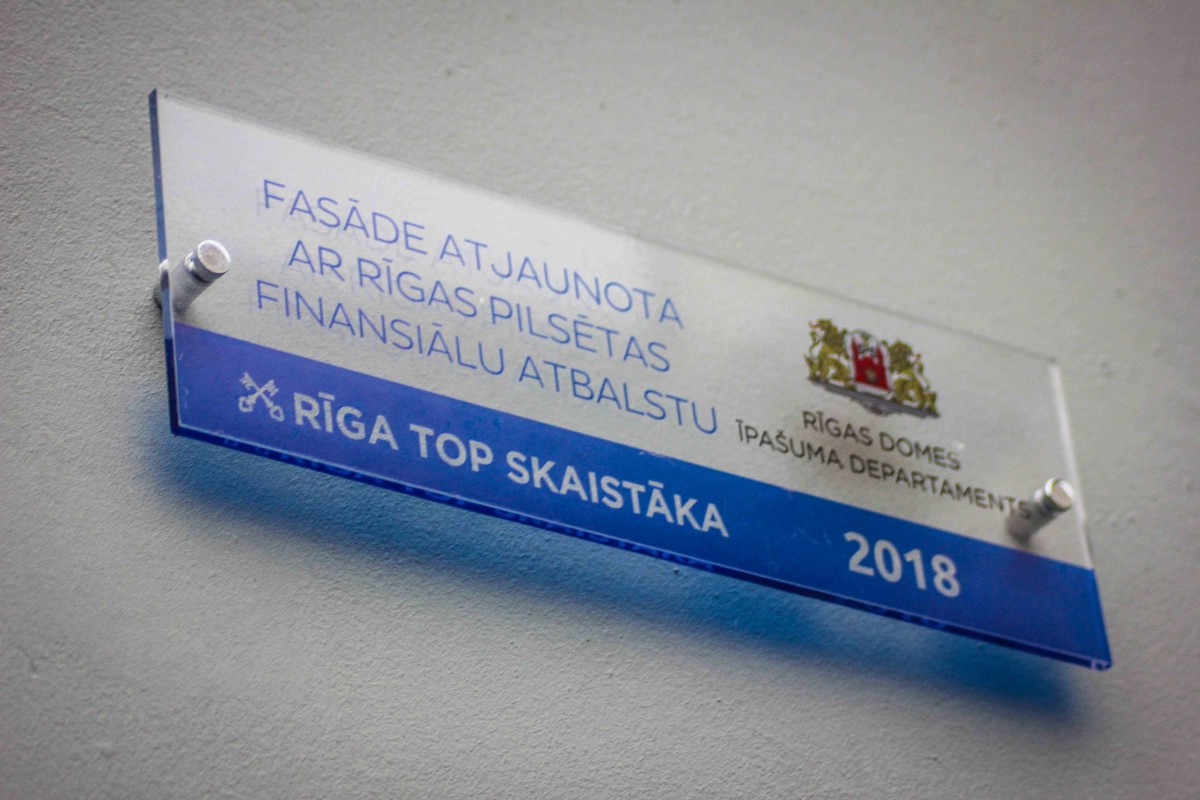 FASĀDE ATJAUNOTA
AR RĪGAS PILSĒTAS
FINANSIĀLU ATBALSTU
RĪGAS DOMES
ĪPAŠUMA DEPARTAMENTS
RĪGA TOP SKAISTĀKA
2018